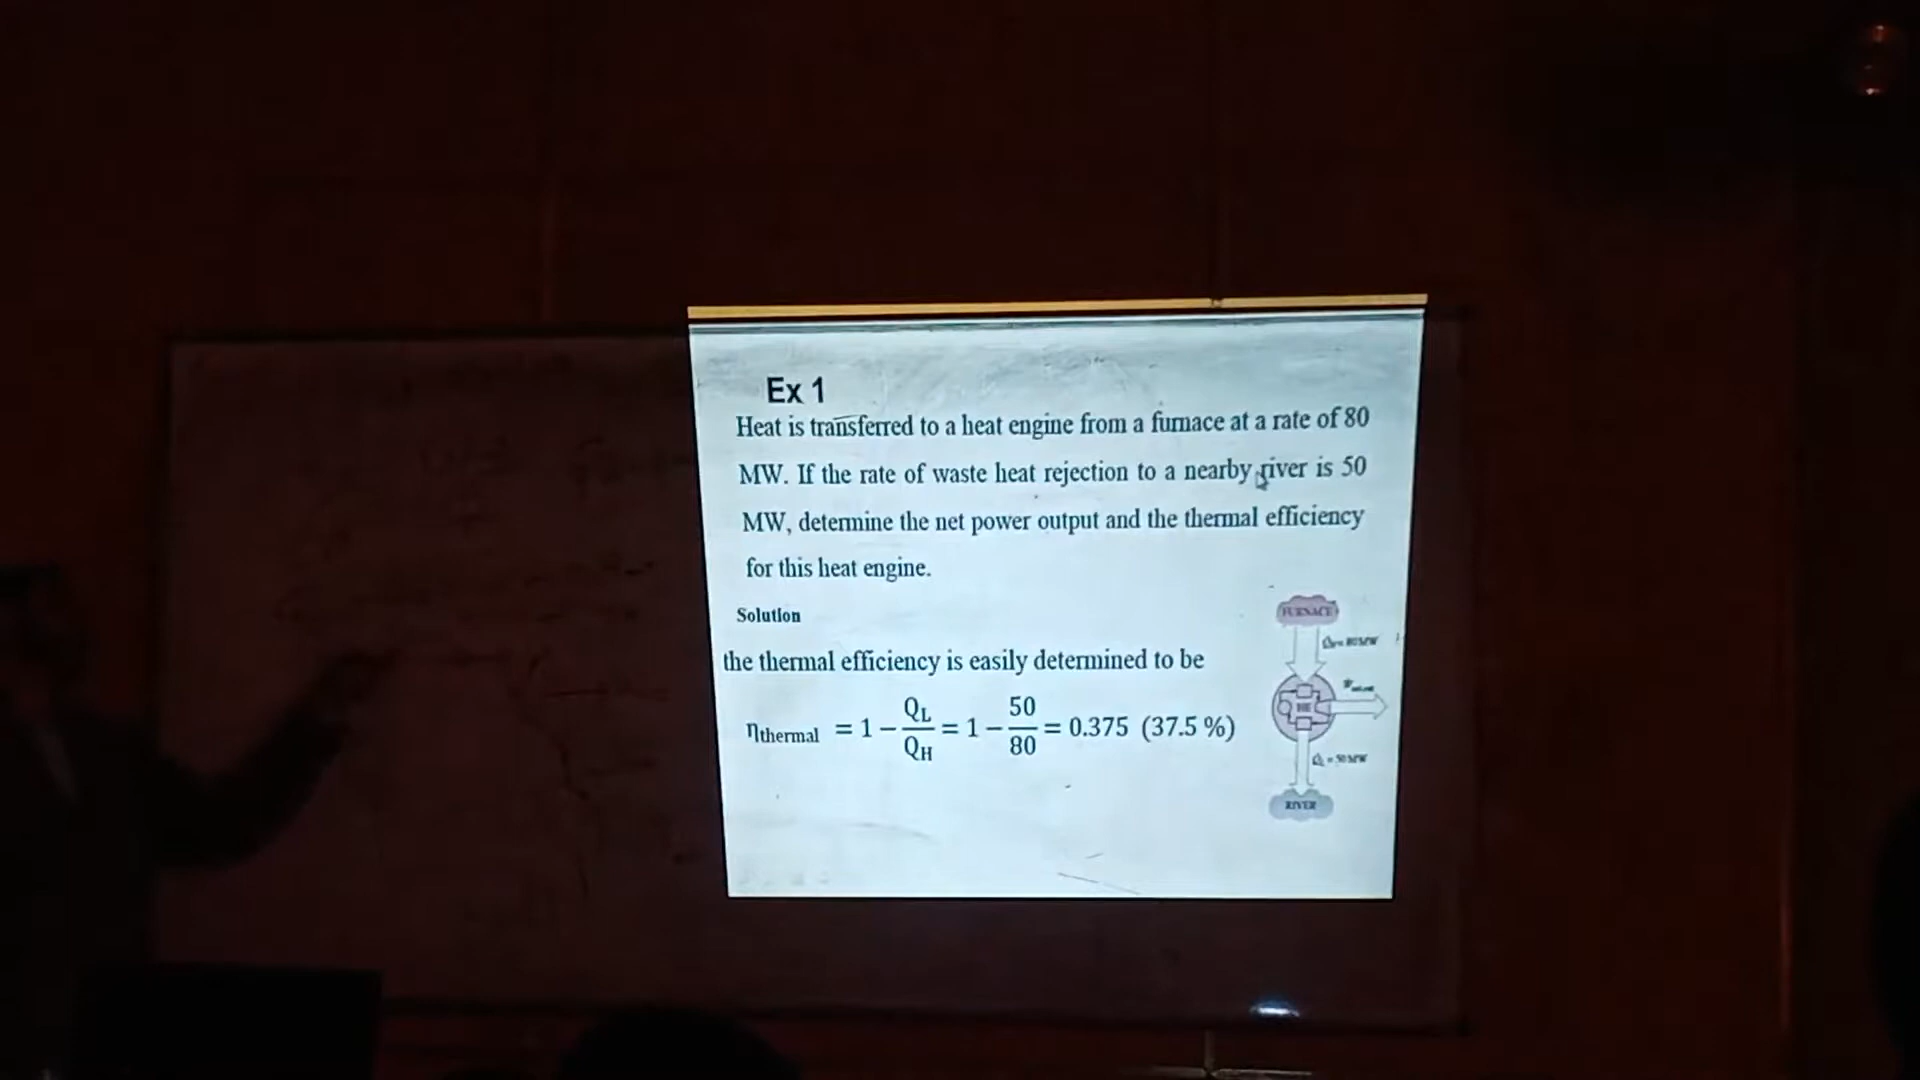 Ex 1
Heat is transferred to a heat engine from a furnace at a rate of 80
MW. If the rate of waste heat rejection to a nearby river is 50
MW, determine the net power output and the thermal efficiency
for this heat engine.
Solution
the thermal efficiency is easily determined to be
ηthermal = 1 − QL/QH = 1 − 50/80 = 0.375 (37.5 %)
FURNACE
HE
RIVER